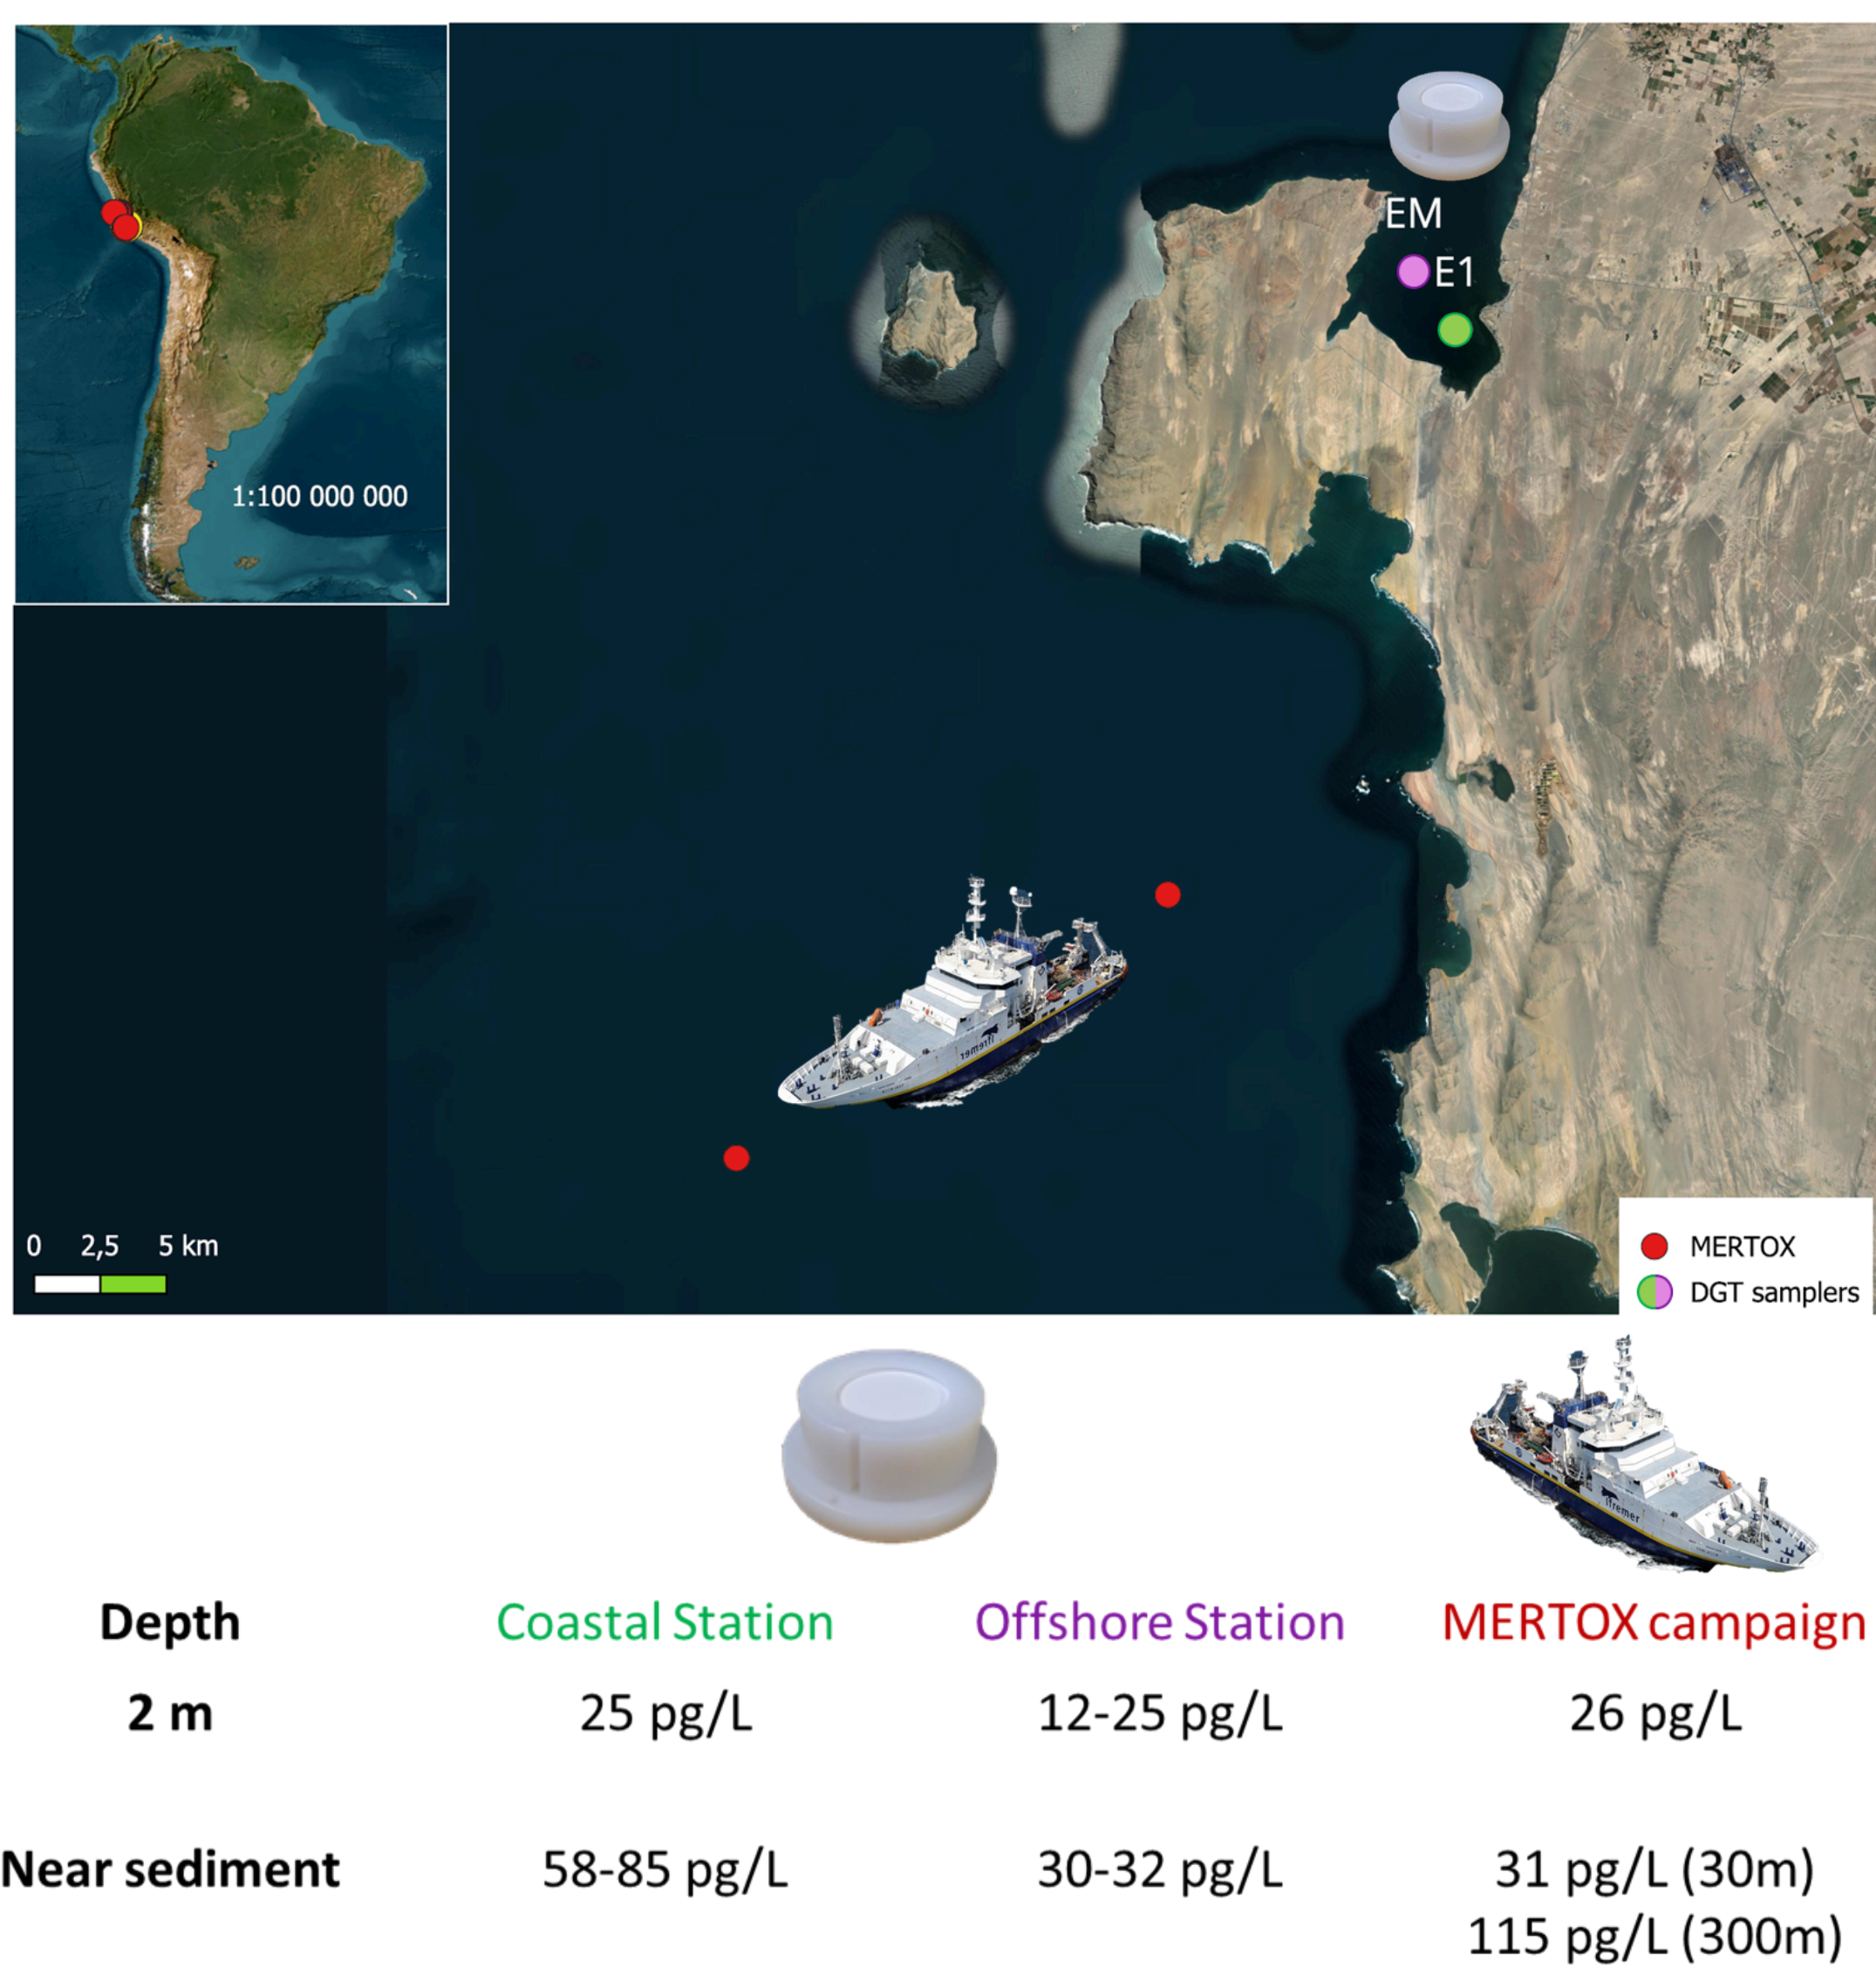 1:100 000 000
EM
E1
ifremer
0 2,5 5 km
MERTOX
DGT samplers
ifremer
Depth Coastal Station Offshore Station MERTOX campaign
2 m 25 pg/L 12-25 pg/L 26 pg/L
Near sediment 58-85 pg/L 30-32 pg/L 31 pg/L (30m)
115 pg/L (300m)